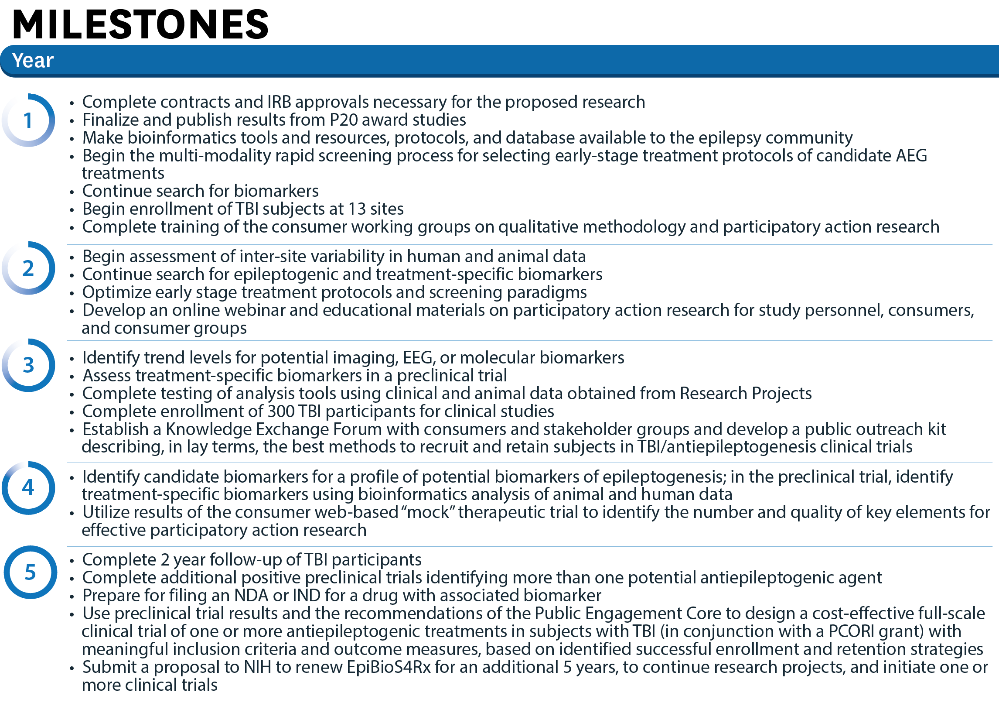 MILESTONES
Year
1
• Complete contracts and IRB approvals necessary for the proposed research
• Finalize and publish results from P20 award studies
• Make bioinformatics tools and resources, protocols, and database available to the epilepsy community
• Begin the multi-modality rapid screening process for selecting early-stage treatment protocols of candidate AEG
treatments
• Continue search for biomarkers
• Begin enrollment of TBI subjects at 13 sites
• Complete training of the consumer working groups on qualitative methodology and participatory action research
2
• Begin assessment of inter-site variability in human and animal data
• Continue search for epileptogenic and treatment-specific biomarkers
• Optimize early stage treatment protocols and screening paradigms
• Develop an online webinar and educational materials on participatory action research for study personnel, consumers,
and consumer groups
3
• Identify trend levels for potential imaging, EEG, or molecular biomarkers
• Assess treatment-specific biomarkers in a preclinical trial
• Complete testing of analysis tools using clinical and animal data obtained from Research Projects
• Complete enrollment of 300 TBI participants for clinical studies
• Establish a Knowledge Exchange Forum with consumers and stakeholder groups and develop a public outreach kit
describing, in lay terms, the best methods to recruit and retain subjects in TBI/antiepileptogenesis clinical trials
4
• Identify candidate biomarkers for a profile of potential biomarkers of epileptogenesis; in the preclinical trial, identify
treatment-specific biomarkers using bioinformatics analysis of animal and human data
• Utilize results of the consumer web-based “mock” therapeutic trial to identify the number and quality of key elements for
effective participatory action research
5
• Complete 2 year follow-up of TBI participants
• Complete additional positive preclinical trials identifying more than one potential antiepileptogenic agent
• Prepare for filing an NDA or IND for a drug with associated biomarker
• Use preclinical trial results and the recommendations of the Public Engagement Core to design a cost-effective full-scale
clinical trial of one or more antiepileptogenic treatments in subjects with TBI (in conjunction with a PCORI grant) with
meaningful inclusion criteria and outcome measures, based on identified successful enrollment and retention strategies
• Submit a proposal to NIH to renew EpiBioS4Rx for an additional 5 years, to continue research projects, and initiate one or
more clinical trials